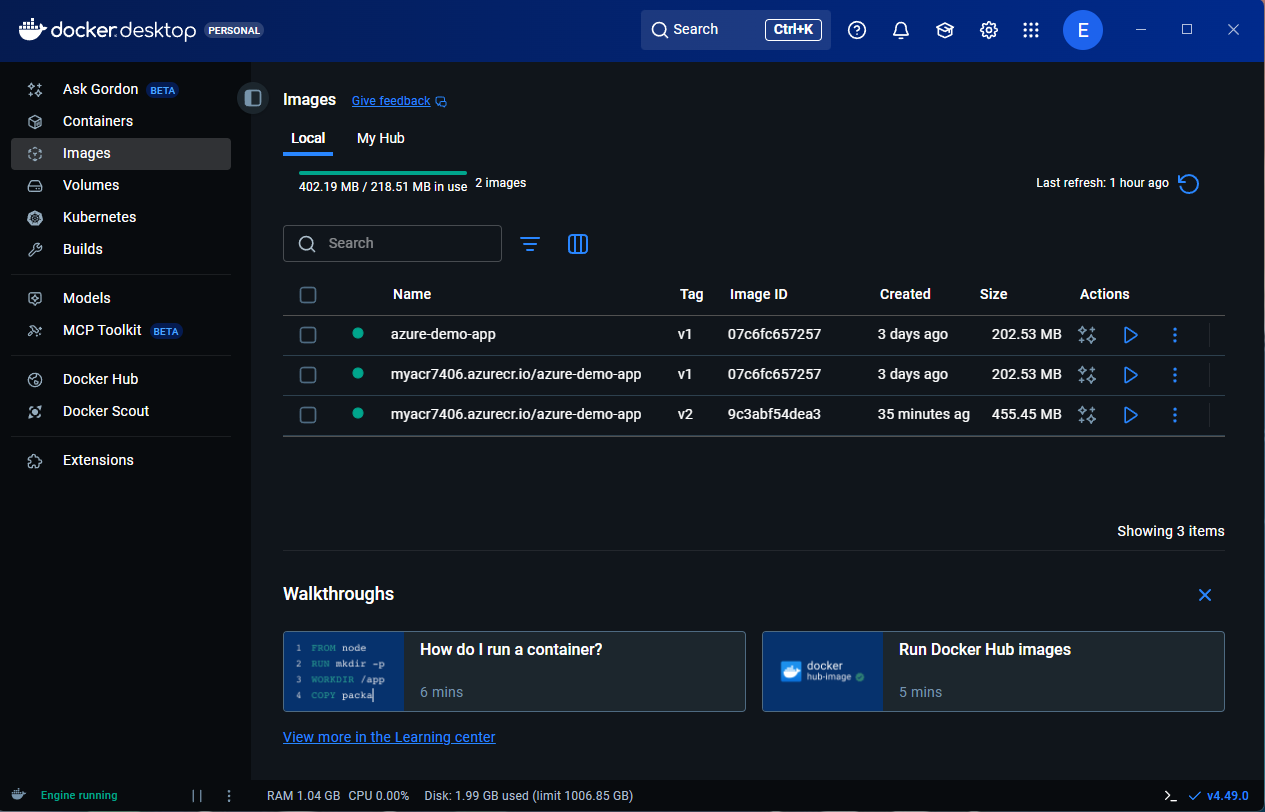 docker.desktop PERSONAL
Search Ctrl+K
E
Ask Gordon BETA
Containers
Images
Volumes
Kubernetes
Builds
Models
MCP Toolkit BETA
Docker Hub
Docker Scout
Extensions
Images Give feedback
Local My Hub
402.19 MB / 218.51 MB in use 2 images
Last refresh: 1 hour ago
Search
Name Tag Image ID Created Size Actions
azure-demo-app v1 07c6fc657257 3 days ago 202.53 MB
myacr7406.azurecr.io/azure-demo-app v1 07c6fc657257 3 days ago 202.53 MB
myacr7406.azurecr.io/azure-demo-app v2 9c3abf54dea3 35 minutes ag 455.45 MB
Showing 3 items
Walkthroughs
1 FROM node
2 RUN mkdir -p
3 WORKDIR /app
4 COPY packa
How do I run a container?
6 mins
docker
hub-image
Run Docker Hub images
5 mins
View more in the Learning center
Engine running
RAM 1.04 GB CPU 0.00% Disk: 1.99 GB used (limit 1006.85 GB)
v4.49.0